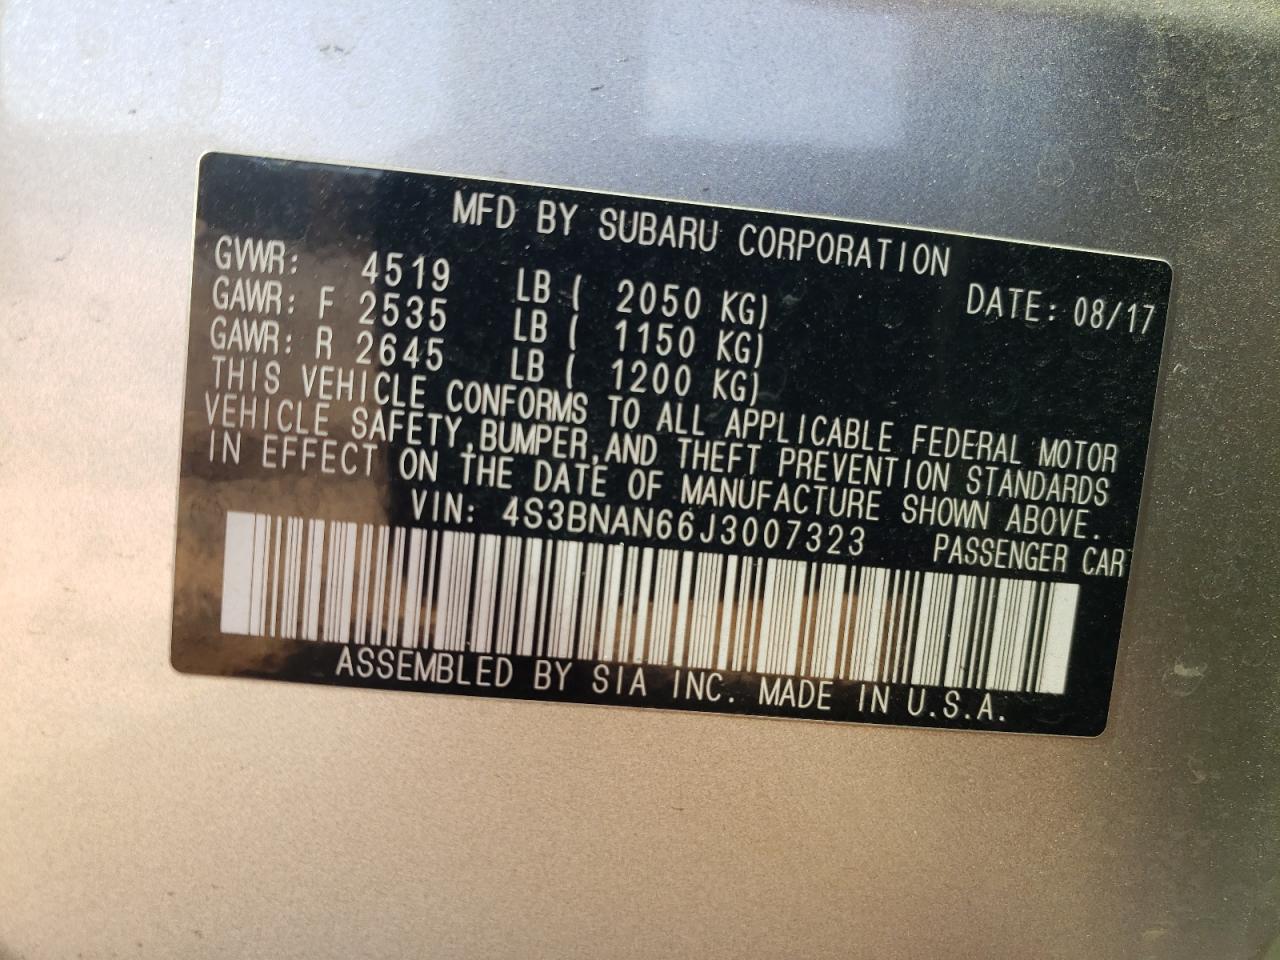 MFD BY SUBARU CORPORATION
GVWR: 4519 LB ( 2050 KG) DATE: 08/17
GAWR: F 2535 LB ( 1150 KG)
GAWR: R 2645 LB ( 1200 KG)
THIS VEHICLE CONFORMS TO ALL APPLICABLE FEDERAL MOTOR
VEHICLE SAFETY,BUMPER,AND THEFT PREVENTION STANDARDS
IN EFFECT ON THE DATE OF MANUFACTURE SHOWN ABOVE.
VIN: 4S3BNAN66J3007323 PASSENGER CAR
ASSEMBLED BY SIA INC. MADE IN U.S.A.